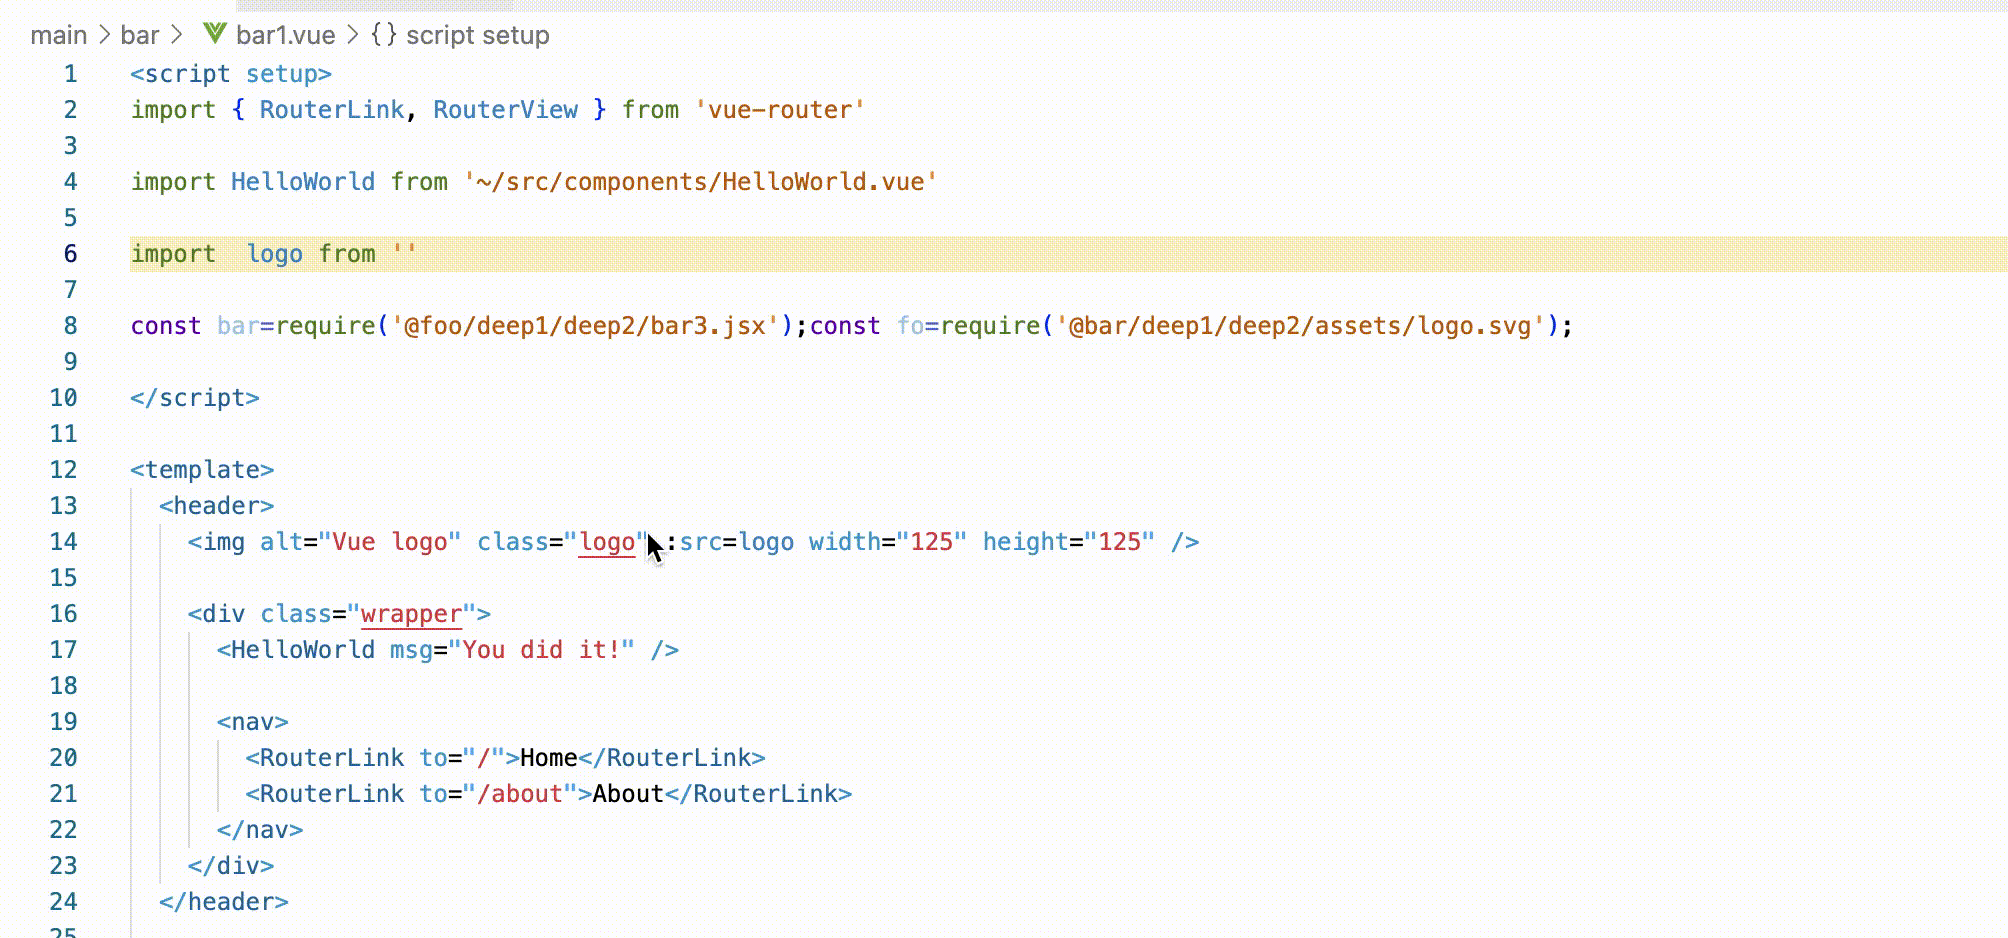 main > bar > bar1.vue > {} script setup
1 <script setup>
2 import { RouterLink, RouterView } from 'vue-router'
3
4 import HelloWorld from '~/src/components/HelloWorld.vue'
5
6 import  logo from ''
7
8 const bar=require('@foo/deep1/deep2/bar3.jsx');const fo=require('@bar/deep1/deep2/assets/logo.svg');
9
10 </script>
11
12 <template>
13   <header>
14     <img alt="Vue logo" class="logo" :src=logo width="125" height="125" />
15
16     <div class="wrapper">
17       <HelloWorld msg="You did it!" />
18
19       <nav>
20         <RouterLink to="/">Home</RouterLink>
21         <RouterLink to="/about">About</RouterLink>
22       </nav>
23     </div>
24   </header>
25